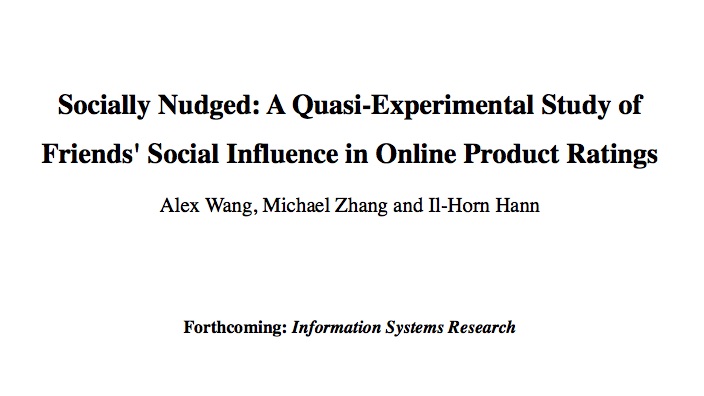 Socially Nudged: A Quasi-Experimental Study of
Friends' Social Influence in Online Product Ratings
Alex Wang, Michael Zhang and Il-Horn Hann
Forthcoming: Information Systems Research